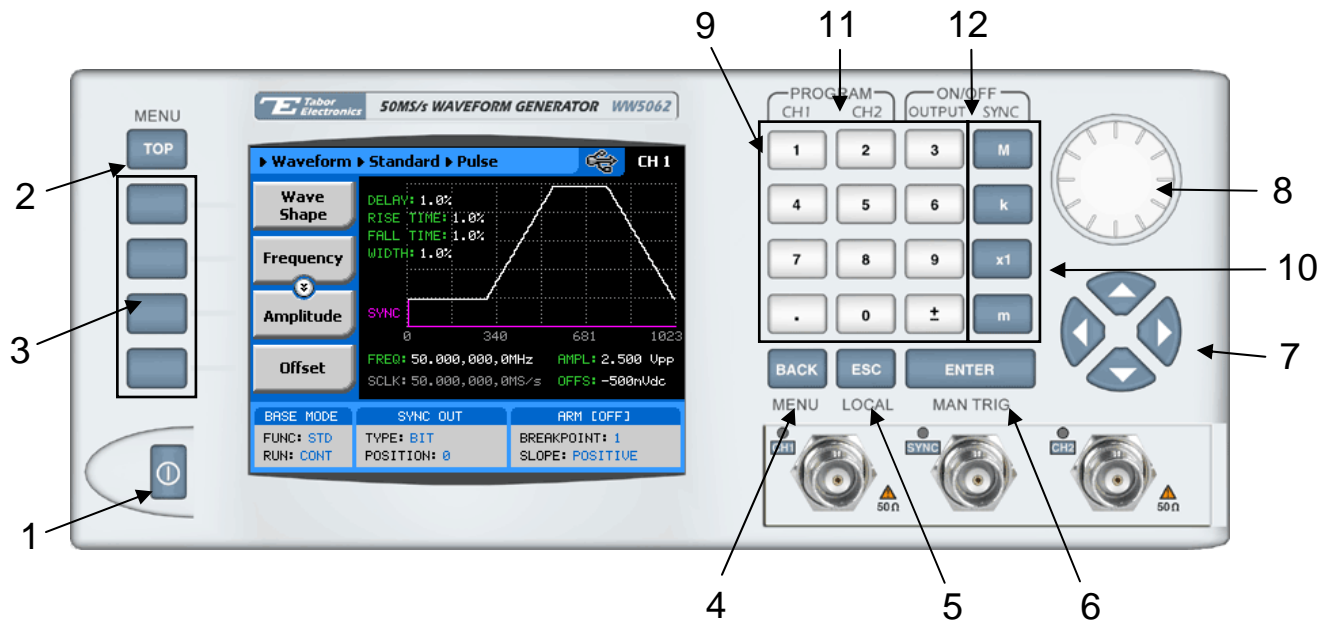 9 11 12
PROGRAM ON/OFF
CH1 CH2 OUTPUT SYNC
MENU
TOP
Tabor Electronics 50MS/s WAVEFORM GENERATOR WW5062
Waveform Standard Pulse CH 1
Wave Shape
Frequency
Amplitude
Offset
DELAY: 1.0%
RISE TIME: 1.0%
FALL TIME: 1.0%
WIDTH: 1.0%
SYNC
0 340 681 1023
FREQ: 50.000,000,0MHz AMPL: 2.500 Vpp
SCLK: 50.000,000,0MS/s OFFS: -500mVdc
BASE MODE SYNC OUT ARM [OFF]
FUNC: STD TYPE: BIT BREAKPOINT: 1
RUN: CONT POSITION: 0 SLOPE: POSITIVE
1 2 3 M
4 5 6 k
7 8 9 x1
. 0 ± m
BACK ESC ENTER
MENU LOCAL MAN TRIG
CH1 SYNC CH2
50Ω 50Ω
2
3
1
8
10
7
4 5 6